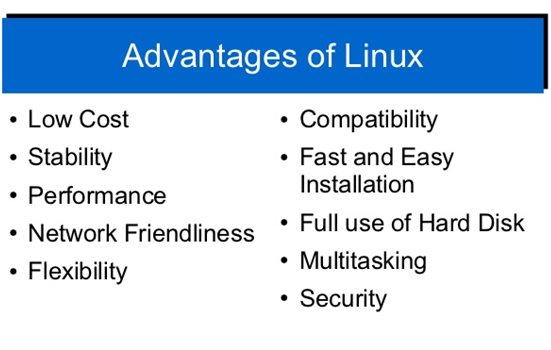 Advantages of Linux
• Low Cost
• Stability
• Performance
• Network Friendliness
• Flexibility
• Compatibility
• Fast and Easy
Installation
• Full use of Hard Disk
• Multitasking
• Security